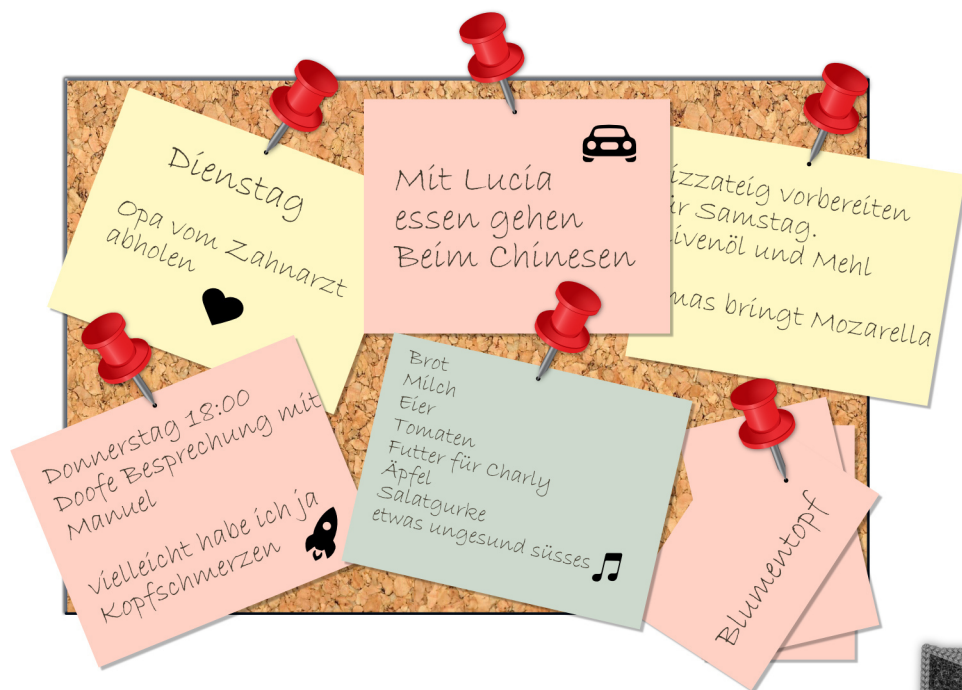 Dienstag
Opa vom Zahnarzt
abholen
Mit Lucia
essen gehen
Beim Chinesen
izzateig vorbereiten
ür Samstag.
ivenöl und Mehl
mas bringt Mozarella
Donnerstag 18:00
Doofe Besprechung mit
Manuel
vielleicht habe ich ja
Kopfschmerzen
Brot
Milch
Eier
Tomaten
Futter für Charly
Äpfel
Salatgurke
etwas ungesund süsses
Blumentopf